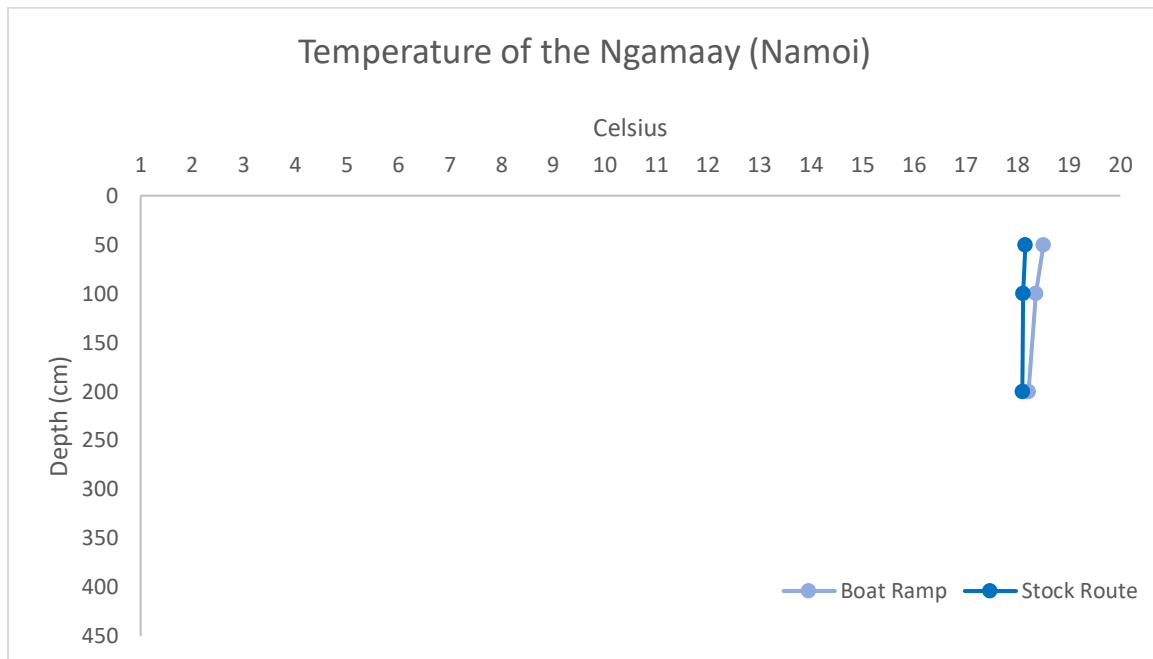 Temperature of the Ngamaay (Namoi)
Celsius
1 2 3 4 5 6 7 8 9 10 11 12 13 14 15 16 17 18 19 20
0
50
100
150
200
250
300
350
400
450
Depth (cm)
Boat Ramp Stock Route